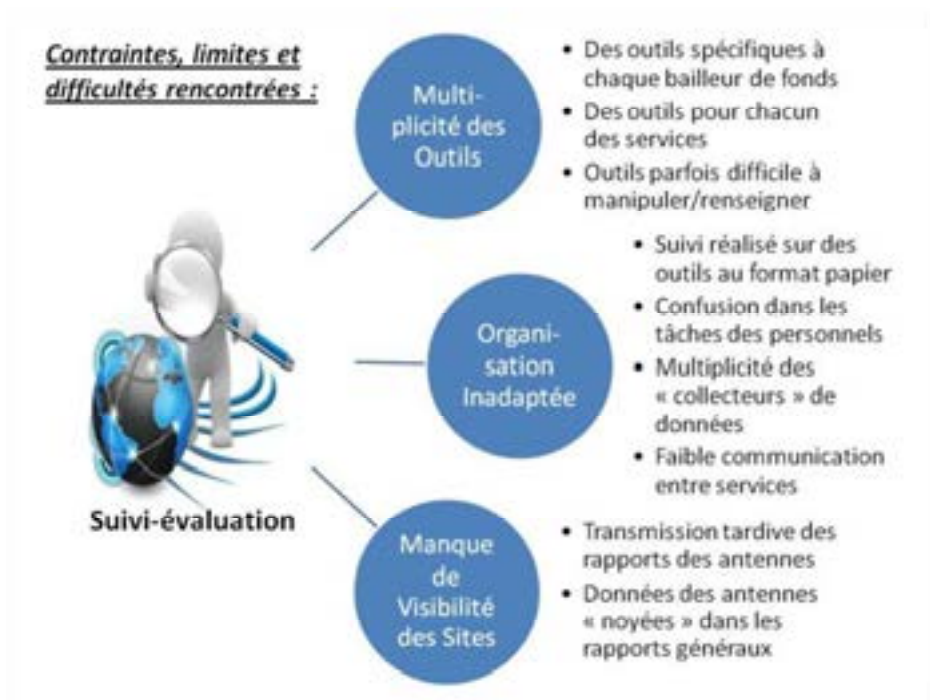 Contraintes, limites et
difficultés rencontrées :
Multi-
plicité des
Outils
• Des outils spécifiques à
chaque bailleur de fonds
• Des outils pour chacun
des services
• Outils parfois difficile à
manipuler/renseigner
Organi-
sation
Inadaptée
• Suivi réalisé sur des
outils au format papier
• Confusion dans les
tâches des personnels
• Multiplicité des
« collecteurs » de
données
• Faible communication
entre services
Suivi-évaluation
Manque
de
Visibilité
des Sites
• Transmission tardive des
rapports des antennes
• Données des antennes
« noyées » dans les
rapports généraux